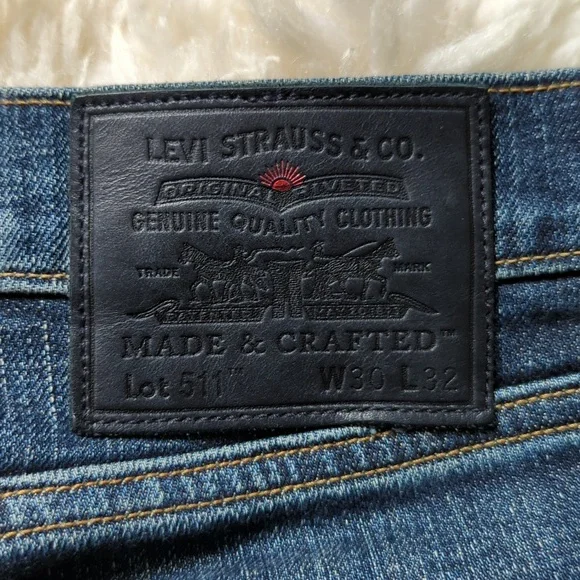 LEVI STRAUSS & CO.
ORIGINAL RIVETED
GENUINE QUALITY CLOTHING
TRADE MARK
MADE & CRAFTED™
Lot 511™ W30 L32